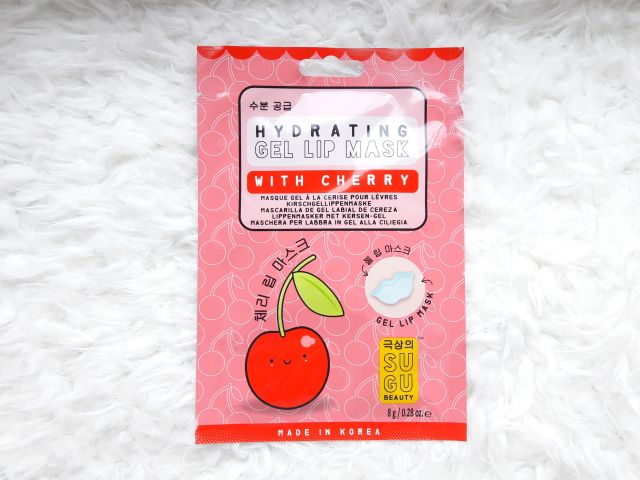 수분 공급
HYDRATING
GEL LIP MASK
WITH CHERRY
MASQUE GEL À LA CERISE POUR LÈVRES
KIRSCHGELLIPPENMASKE
MASCARILLA DE GEL LABIAL DE CEREZA
LIPPENMASKER MET KERSEN-GEL
MASCHERA PER LABBRA IN GEL ALLA CILIEGIA
체리 립 마스크
젤 립 마스크
GEL LIP MASK
극상의
SU
GU
BEAUTY
8 g / 0.28 oz. e
MADE IN KOREA